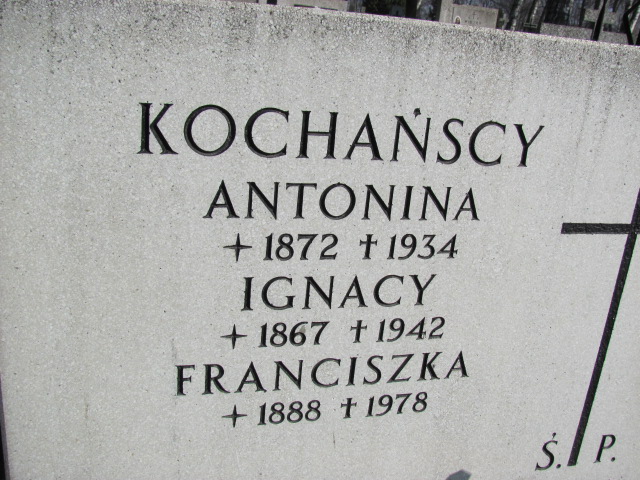 KOCHAŃSCY
ANTONINA
+ 1872 † 1934
IGNACY
+ 1867 † 1942
FRANCISZKA
+ 1888 † 1978
Ś. P.